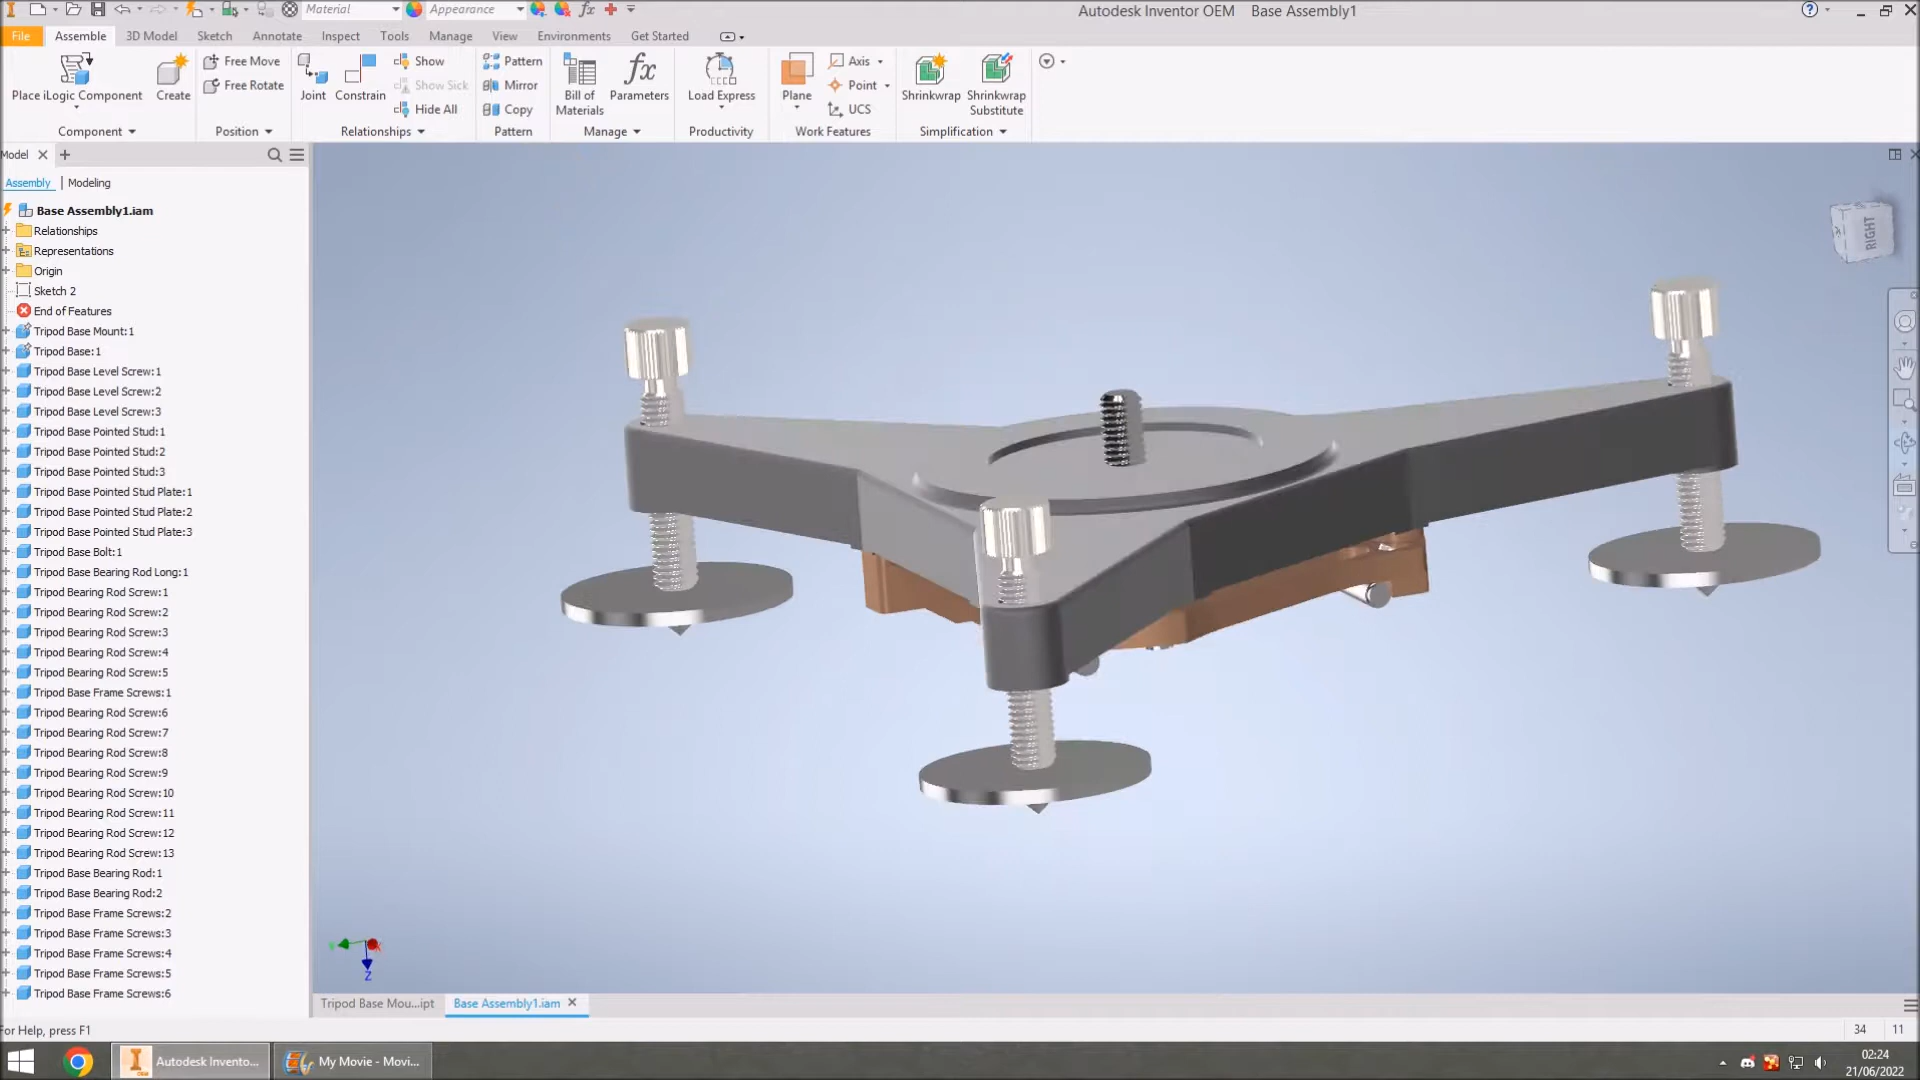 Material
Appearance
Autodesk Inventor OEM Base Assembly1
File Assemble 3D Model Sketch Annotate Inspect Tools Manage View Environments Get Started
Place iLogic Component
Create
Free Move
Free Rotate
Joint
Constrain
Show
Show Sick
Hide All
Pattern
Mirror
Copy
Bill of
Materials
Parameters
Load Express
Plane
Axis
Point
UCS
Shrinkwrap
Shrinkwrap
Substitute
Component
Position
Relationships
Pattern
Manage
Productivity
Work Features
Simplification
Model
Assembly Modeling
Base Assembly1.iam
Relationships
Representations
Origin
Sketch 2
End of Features
Tripod Base Mount:1
Tripod Base:1
Tripod Base Level Screw:1
Tripod Base Level Screw:2
Tripod Base Level Screw:3
Tripod Base Pointed Stud:1
Tripod Base Pointed Stud:2
Tripod Base Pointed Stud:3
Tripod Base Pointed Stud Plate:1
Tripod Base Pointed Stud Plate:2
Tripod Base Pointed Stud Plate:3
Tripod Base Bolt:1
Tripod Base Bearing Rod Long:1
Tripod Bearing Rod Screw:1
Tripod Bearing Rod Screw:2
Tripod Bearing Rod Screw:3
Tripod Bearing Rod Screw:4
Tripod Bearing Rod Screw:5
Tripod Base Frame Screws:1
Tripod Bearing Rod Screw:6
Tripod Bearing Rod Screw:7
Tripod Bearing Rod Screw:8
Tripod Bearing Rod Screw:9
Tripod Bearing Rod Screw:10
Tripod Bearing Rod Screw:11
Tripod Bearing Rod Screw:12
Tripod Bearing Rod Screw:13
Tripod Base Bearing Rod:1
Tripod Base Bearing Rod:2
Tripod Base Frame Screws:2
Tripod Base Frame Screws:3
Tripod Base Frame Screws:4
Tripod Base Frame Screws:5
Tripod Base Frame Screws:6
RIGHT
Z
Tripod Base Mou...ipt
Base Assembly1.iam
For Help, press F1
34 11
Autodesk Invento...
My Movie - Movi...
02:24
21/06/2022